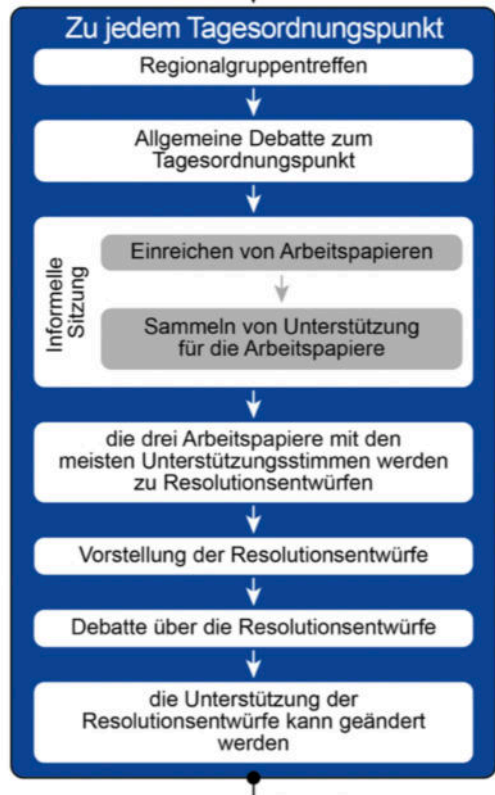 Zu jedem Tagesordnungspunkt
Regionalgruppentreffen
Allgemeine Debatte zum
Tagesordnungspunkt
Informelle
Sitzung
Einreichen von Arbeitspapieren
Sammeln von Unterstützung
für die Arbeitspapiere
die drei Arbeitspapiere mit den
meisten Unterstützungsstimmen werden
zu Resolutionsentwürfen
Vorstellung der Resolutionsentwürfe
Debatte über die Resolutionsentwürfe
die Unterstützung der
Resolutionsentwürfe kann geändert
werden